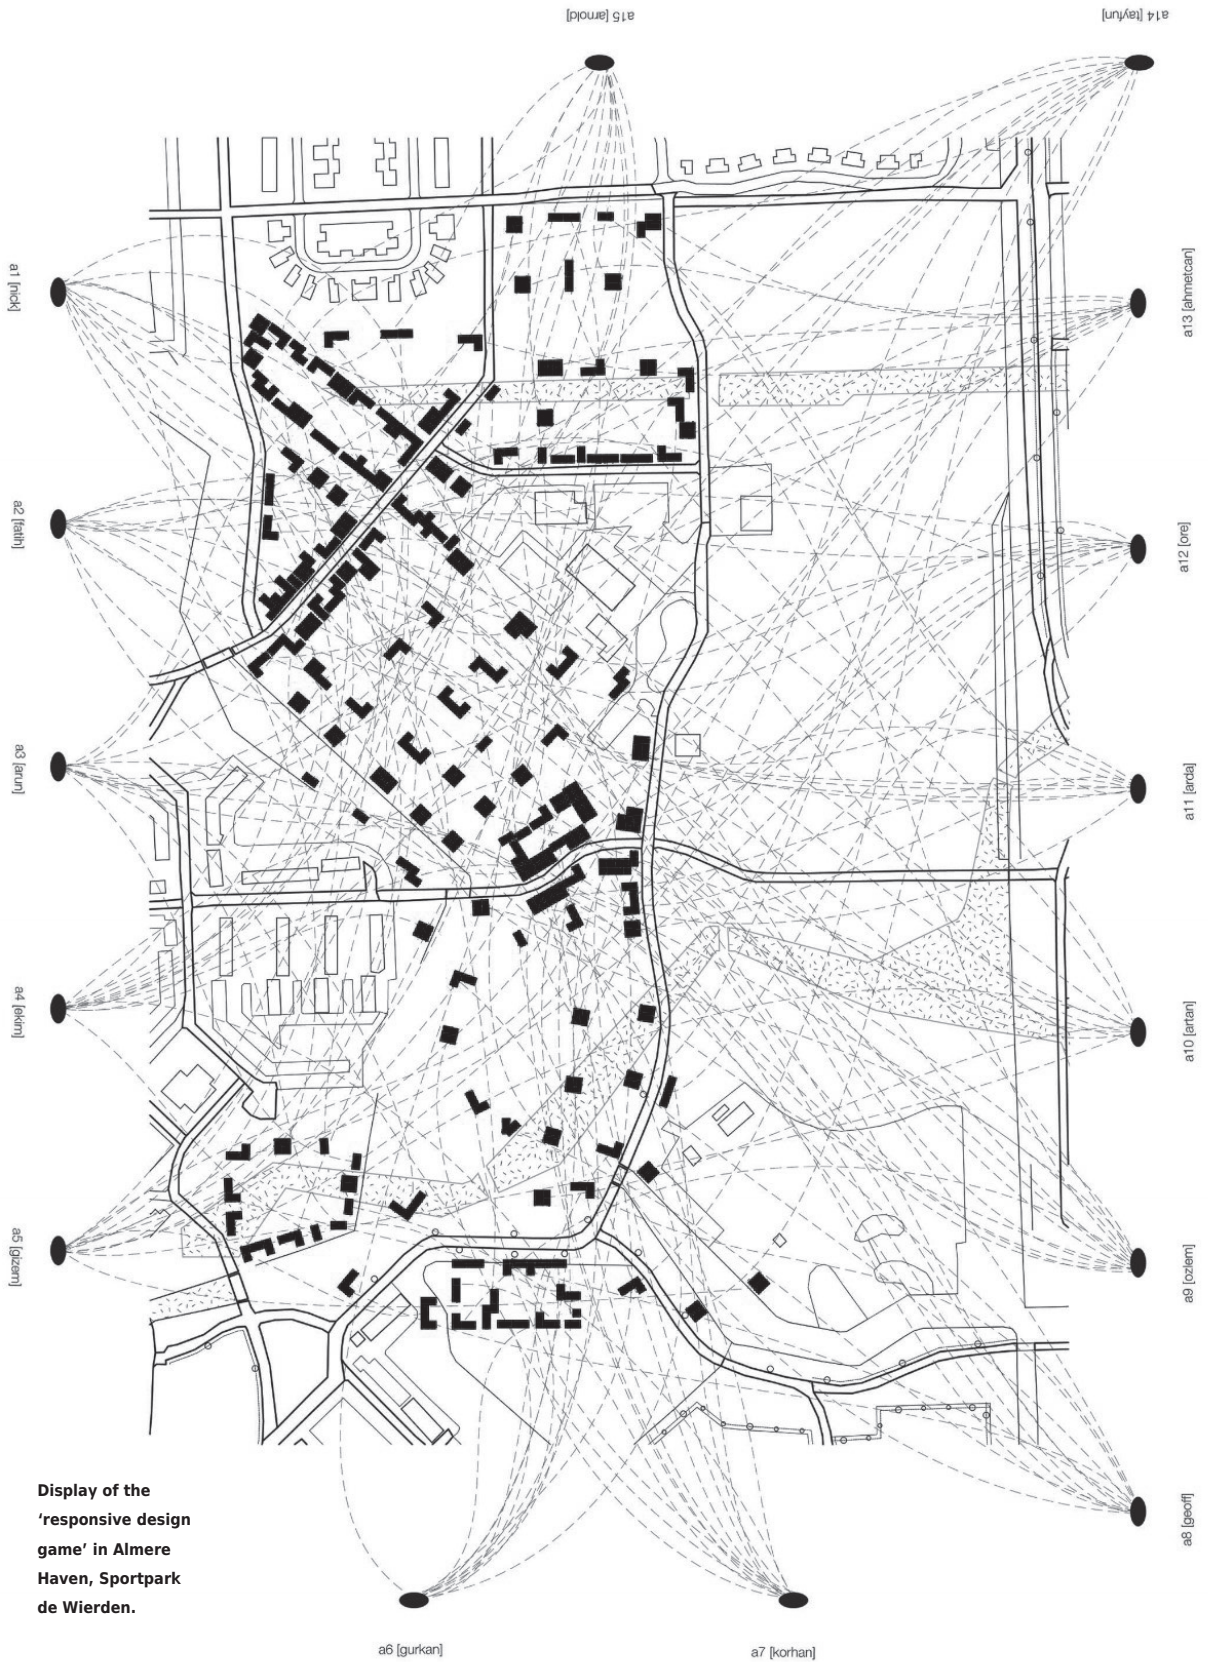 a15 [arnold]
a14 [tayfun]
a1 [nick]
a13 [ahmetcan]
a2 [fatih]
a12 [ore]
a3 [arun]
a11 [arda]
a4 [ekim]
a10 [artan]
a5 [gizem]
a9 [ozlem]
Display of the
‘responsive design
game’ in Almere
Haven, Sportpark
de Wierden.
a8 [geoff]
a6 [gurkan]
a7 [korhan]